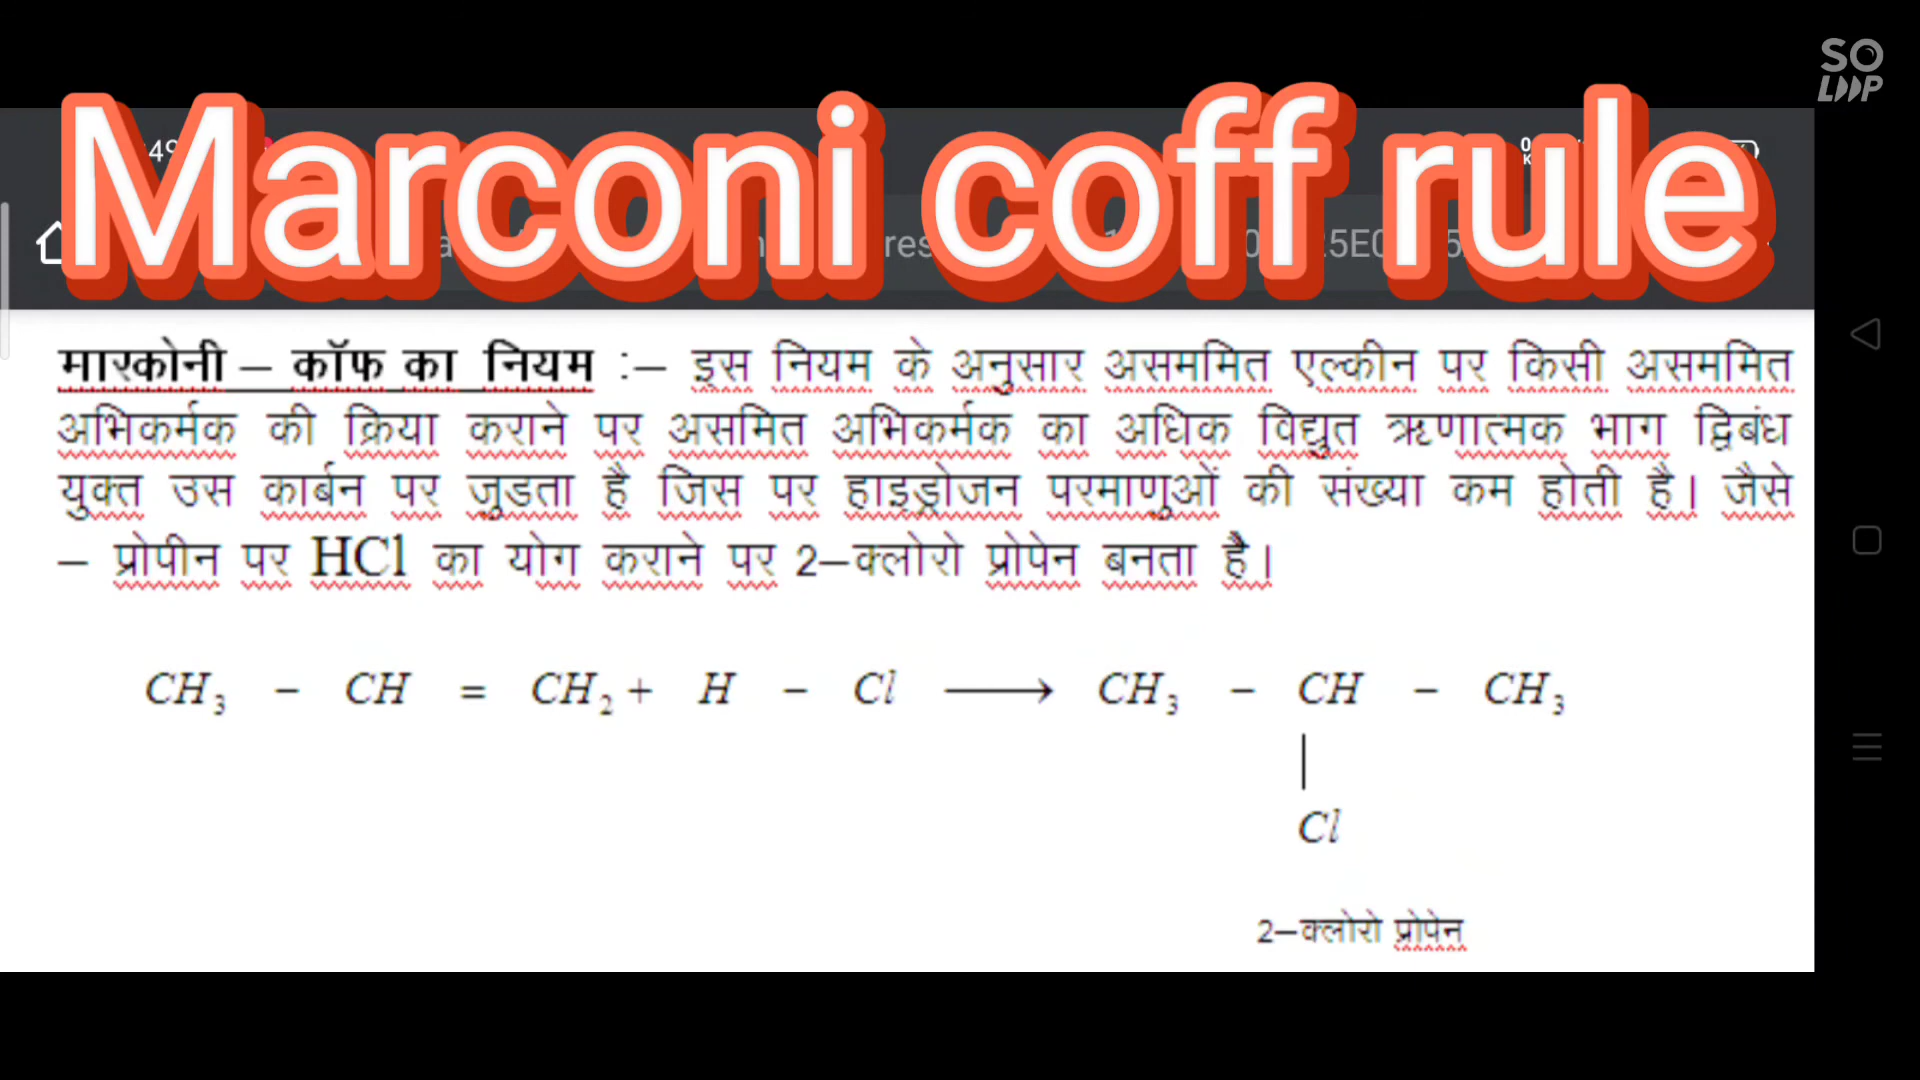 SO
LOOP
Marconi coff rule
मारकोनी – कॉफ का नियम :– इस नियम के अनुसार असममित एल्कीन पर किसी असममित
अभिकर्मक की क्रिया कराने पर असमित अभिकर्मक का अधिक विद्युत ऋणात्मक भाग द्विबंध
युक्त उस कार्बन पर जुडता है जिस पर हाइड्रोजन परमाणुओं की संख्या कम होती है। जैसे
– प्रोपीन पर HCl का योग कराने पर 2–क्लोरो प्रोपेन बनता है।
CH₃ – CH = CH₂ + H – Cl ⟶ CH₃ – CH – CH₃
|
Cl
2–क्लोरो प्रोपेन